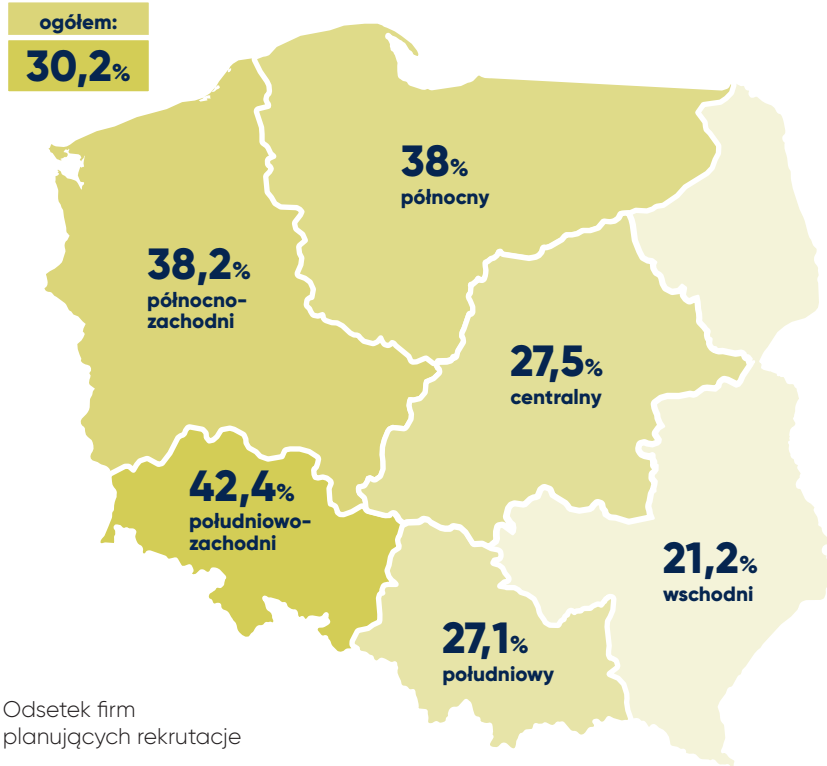 ogółem:
30,2%
38%
północny
38,2%
północno-
zachodni
27,5%
centralny
42,4%
południowo-
zachodni
21,2%
wschodni
27,1%
południowy
Odsetek firm
planujących rekrutacje